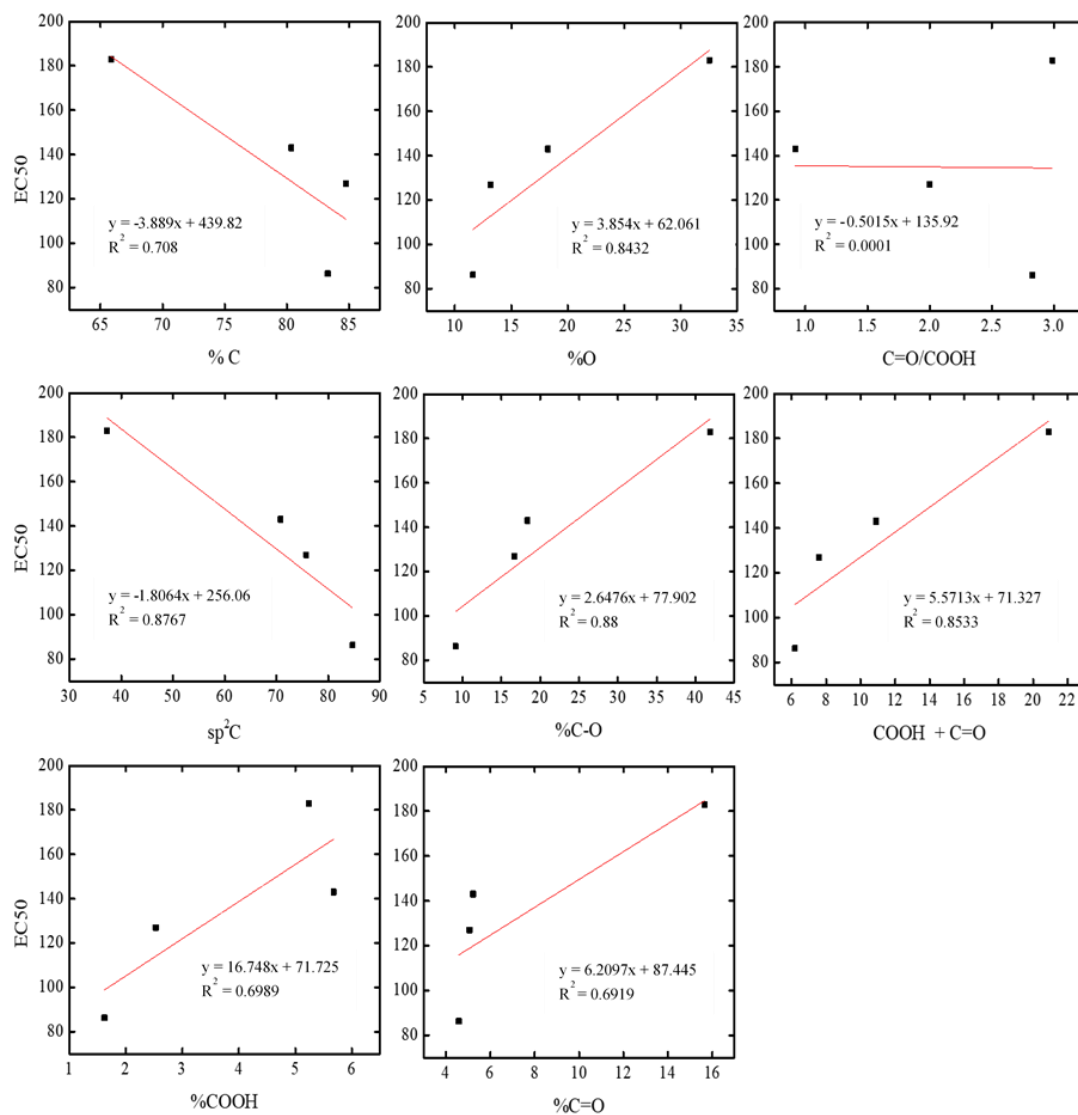 200
180
160
140
120
100
80
EC50
y = -3.889x + 439.82
R² = 0.708
65 70 75 80 85
% C
200
180
160
140
120
100
80
y = 3.854x + 62.061
R² = 0.8432
10 15 20 25 30 35
%O
200
180
160
140
120
100
80
y = -0.5015x + 135.92
R² = 0.0001
1.0 1.5 2.0 2.5 3.0
C=O/COOH
200
180
160
140
120
100
80
EC50
y = -1.8064x + 256.06
R² = 0.8767
30 40 50 60 70 80 90
sp²C
200
180
160
140
120
100
80
y = 2.6476x + 77.902
R² = 0.88
5 10 15 20 25 30 35 40 45
%C-O
200
180
160
140
120
100
80
y = 5.5713x + 71.327
R² = 0.8533
6 8 10 12 14 16 18 20 22
COOH + C=O
200
180
160
140
120
100
80
EC50
y = 16.748x + 71.725
R² = 0.6989
1 2 3 4 5 6
%COOH
200
180
160
140
120
100
80
y = 6.2097x + 87.445
R² = 0.6919
4 6 8 10 12 14 16
%C=O